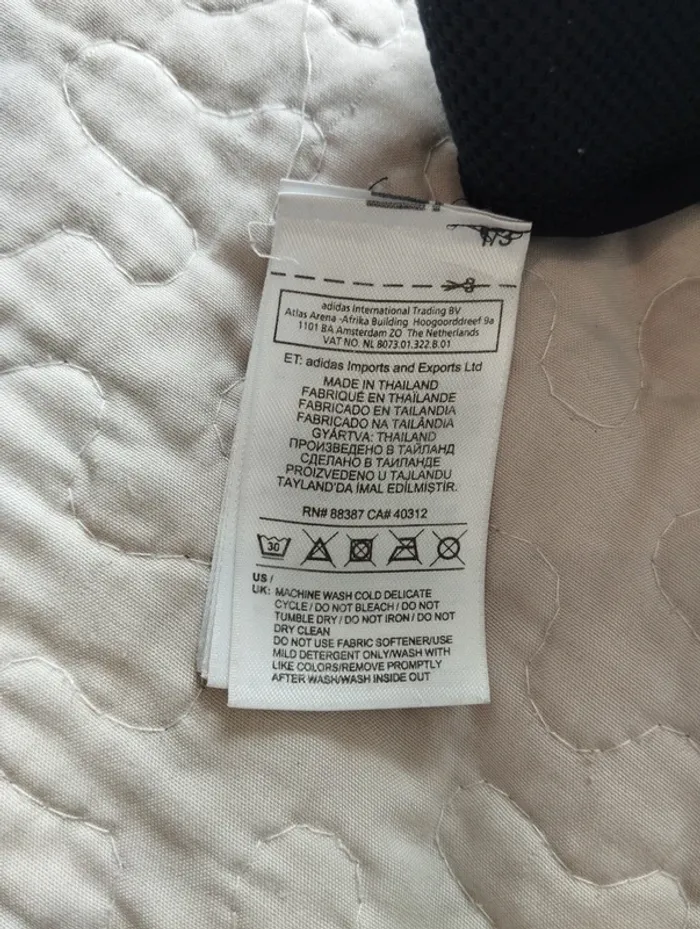 adidas International Trading BV
Atlas Arena -Afrika Building Hoogoorddreef 9a
1101 BA Amsterdam ZO The Netherlands
VAT NO. NL 8073.01.322.B.01
ET: adidas Imports and Exports Ltd
MADE IN THAILAND
FABRIQUÉ EN THAÏLANDE
FABRICADO EN TAILANDIA
FABRICADO NA TAILÂNDIA
GYÁRTVA: THAILAND
ПРОИЗВЕДЕНО В ТАЙЛАНД
СДЕЛАНО В ТАИЛАНДЕ
PROIZVEDENO U TAJLANDU
TAYLAND'DA İMAL EDİLMİŞTİR.
RN# 88387 CA# 40312
30
US /
UK: MACHINE WASH COLD DELICATE
CYCLE / DO NOT BLEACH / DO NOT
TUMBLE DRY / DO NOT IRON / DO NOT
DRY CLEAN
DO NOT USE FABRIC SOFTENER/USE
MILD DETERGENT ONLY/WASH WITH
LIKE COLORS/REMOVE PROMPTLY
AFTER WASH/WASH INSIDE OUT